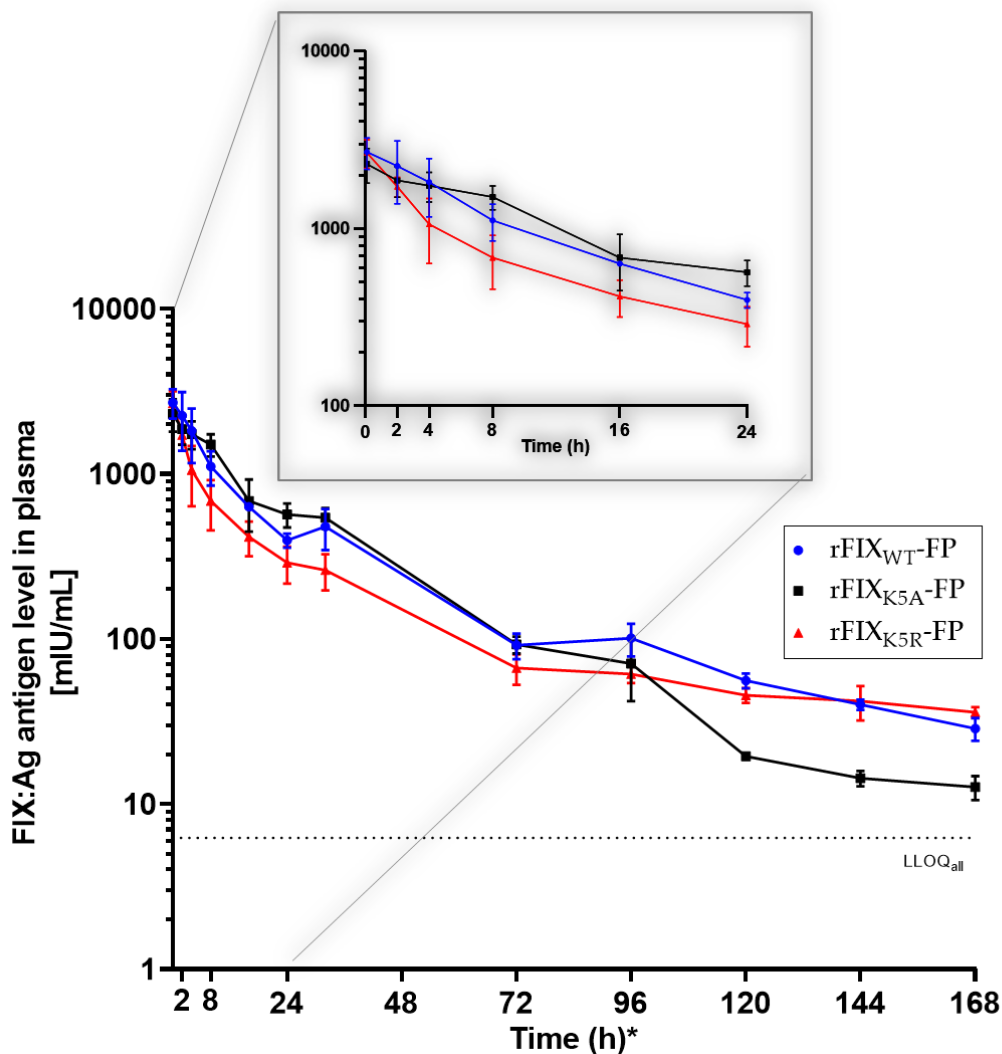 10000
1000
100
0
2
4
8
16
24
Time (h)
10000
1000
100
10
1
FIX:Ag antigen level in plasma
[mIU/mL]
rFIXWT-FP
rFIXK5A-FP
rFIXK5R-FP
LLOQall
2
8
24
48
72
96
120
144
168
Time (h)*